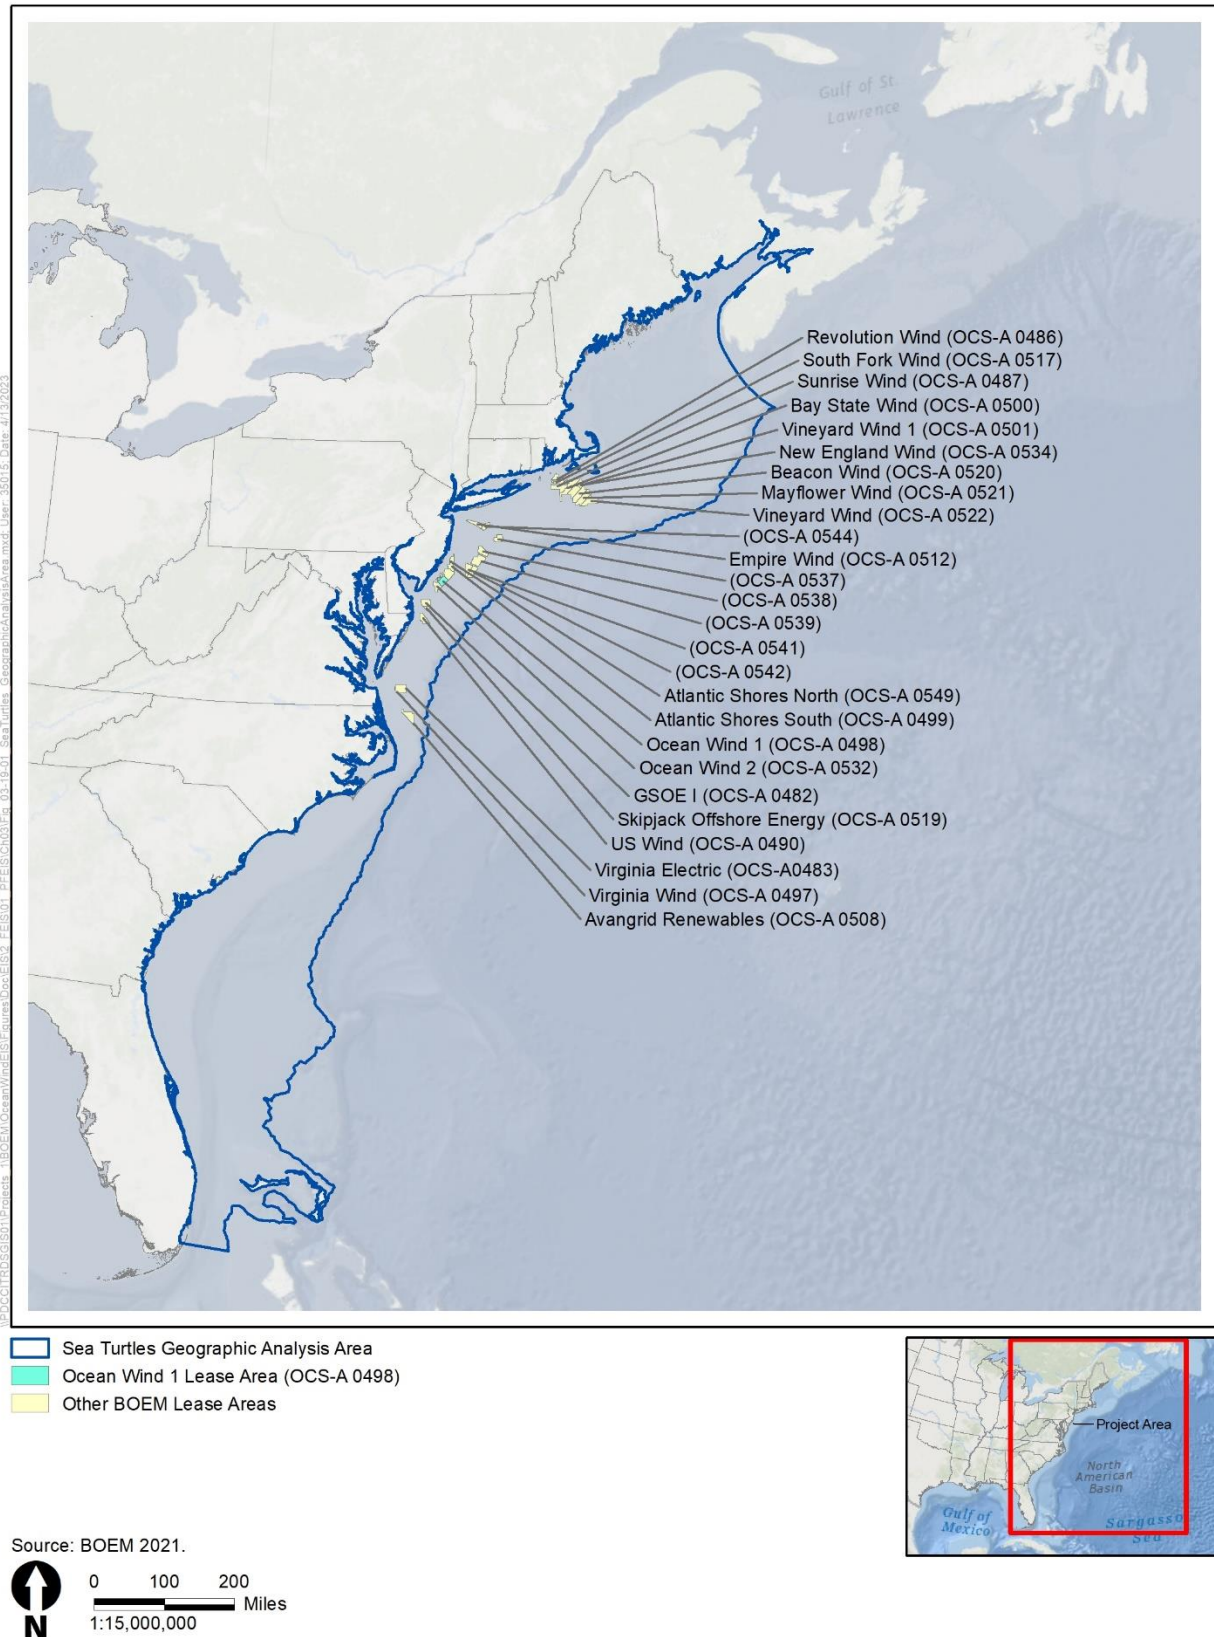 Gulf of St.
Lawrence
Revolution Wind (OCS-A 0486)
South Fork Wind (OCS-A 0517)
Sunrise Wind (OCS-A 0487)
Bay State Wind (OCS-A 0500)
Vineyard Wind 1 (OCS-A 0501)
New England Wind (OCS-A 0534)
Beacon Wind (OCS-A 0520)
Mayflower Wind (OCS-A 0521)
Vineyard Wind (OCS-A 0522)
(OCS-A 0544)
Empire Wind (OCS-A 0512)
(OCS-A 0537)
(OCS-A 0538)
(OCS-A 0539)
(OCS-A 0541)
(OCS-A 0542)
Atlantic Shores North (OCS-A 0549)
Atlantic Shores South (OCS-A 0499)
Ocean Wind 1 (OCS-A 0498)
Ocean Wind 2 (OCS-A 0532)
GSOE I (OCS-A 0482)
Skipjack Offshore Energy (OCS-A 0519)
US Wind (OCS-A 0490)
Virginia Electric (OCS-A0483)
Virginia Wind (OCS-A 0497)
Avangrid Renewables (OCS-A 0508)
Sea Turtles Geographic Analysis Area
Ocean Wind 1 Lease Area (OCS-A 0498)
Other BOEM Lease Areas
Project Area
North
American
Basin
Gulf of
Mexico
Sargasso
Sea
Source: BOEM 2021.
N
0 100 200
Miles
1:15,000,000